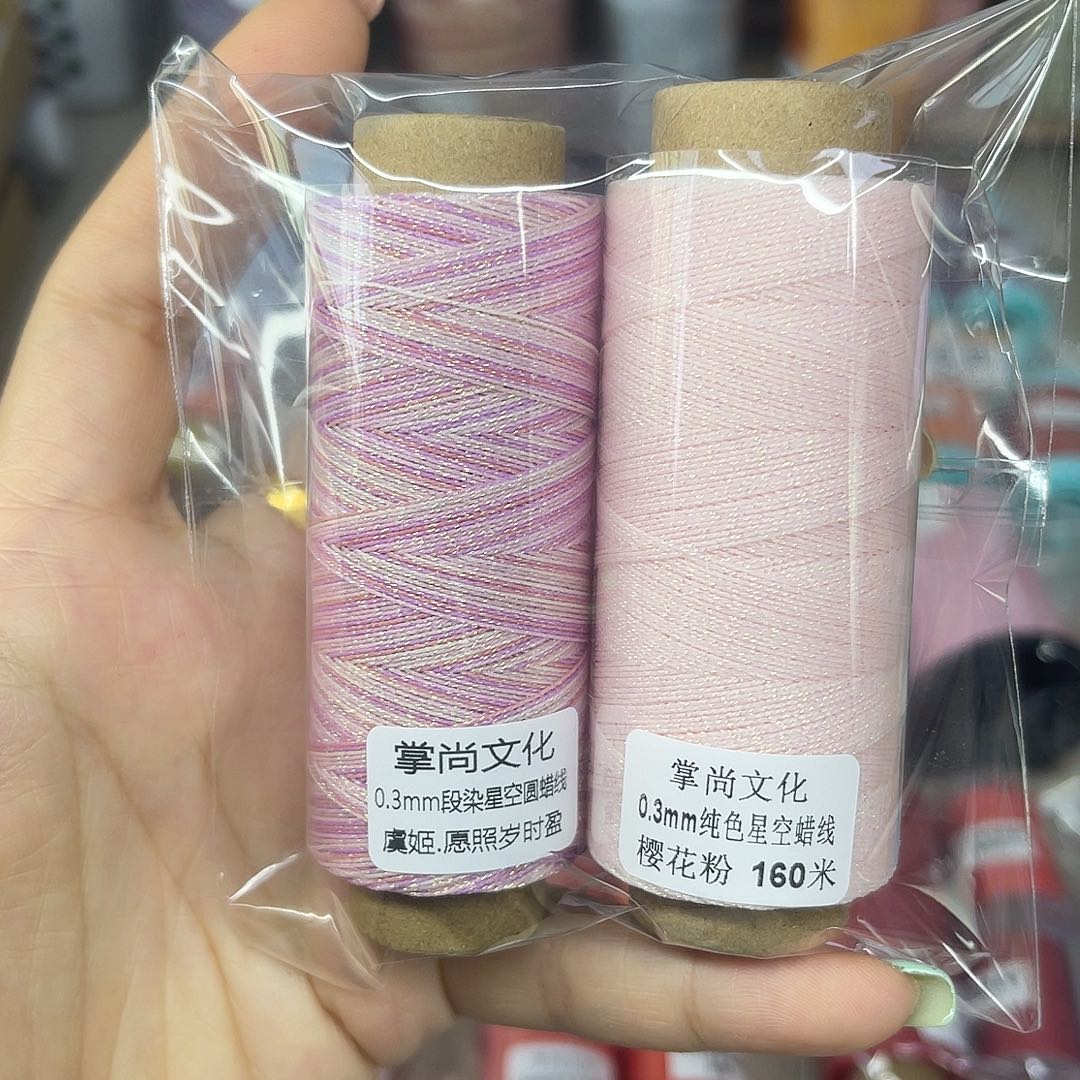 掌尚文化
0.3mm段染星空圆蜡线
虞姬.愿照岁时盈
掌尚文化
0.3mm纯色星空蜡线
樱花粉 160米